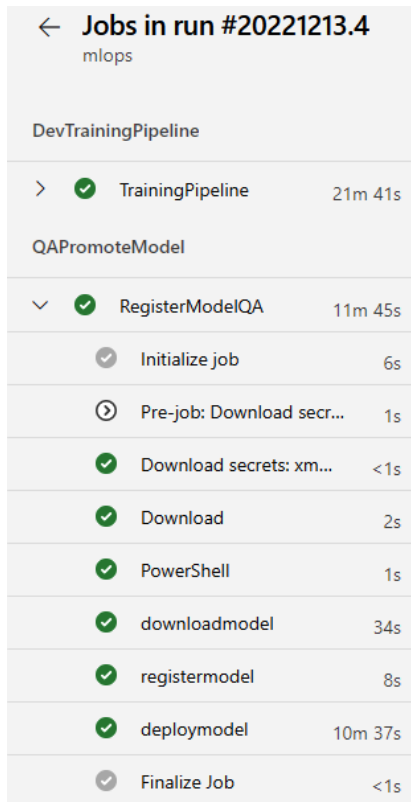 Jobs in run #20221213.4
mlops
DevTrainingPipeline
TrainingPipeline 21m 41s
QAPromoteModel
RegisterModelQA 11m 45s
Initialize job 6s
Pre-job: Download secr... 1s
Download secrets: xm... <1s
Download 2s
PowerShell 1s
downloadmodel 34s
registermodel 8s
deploymodel 10m 37s
Finalize Job <1s